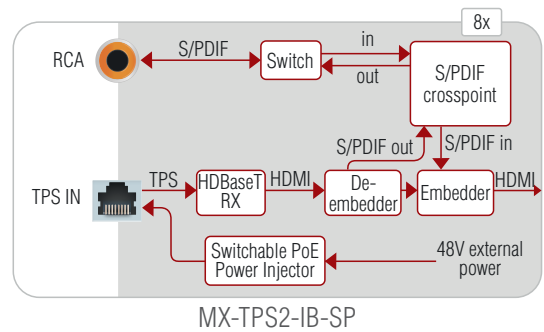 8x
RCA
S/PDIF
Switch
in
out
S/PDIF
crosspoint
S/PDIF out
S/PDIF in
TPS IN
TPS
HDBaseT
RX
HDMI
De-
embedder
Embedder
HDMI
Switchable PoE
Power Injector
48V external
power
MX-TPS2-IB-SP